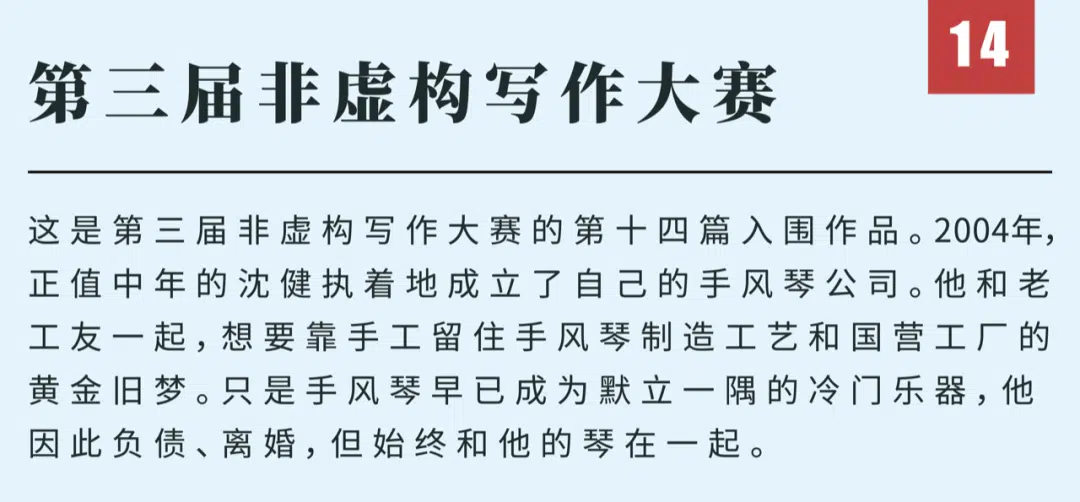 14
第三届非虚构写作大赛
这是第三届非虚构写作大赛的第十四篇入围作品。2004年，
正值中年的沈健执着地成立了自己的手风琴公司。他和老
工友一起，想要靠手工留住手风琴制造工艺和国营工厂的
黄金旧梦。只是手风琴早已成为默立一隅的冷门乐器，他
因此负债、离婚，但始终和他的琴在一起。